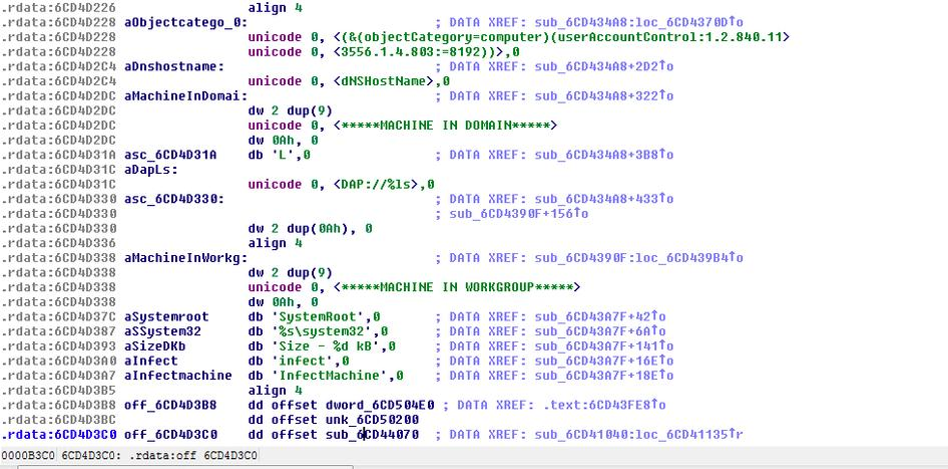 .rdata:6CD4D226 align 4
.rdata:6CD4D228 aObjectcatego_0: ; DATA XREF: sub_6CD434A8:loc_6CD4370D↑o
.rdata:6CD4D228 unicode 0, <(&(objectCategory=computer)(userAccountControl:1.2.840.11>
.rdata:6CD4D228 unicode 0, <3556.1.4.803:=8192))>,0
.rdata:6CD4D2C4 aDnshostname: ; DATA XREF: sub_6CD434A8+2D2↑o
.rdata:6CD4D2C4 unicode 0, <dNSHostName>,0
.rdata:6CD4D2DC aMachineInDomai: ; DATA XREF: sub_6CD434A8+322↑o
.rdata:6CD4D2DC dw 2 dup(9)
.rdata:6CD4D2DC unicode 0, <*****MACHINE IN DOMAIN*****>
.rdata:6CD4D2DC dw 0Ah, 0
.rdata:6CD4D31A asc_6CD4D31A db 'L',0 ; DATA XREF: sub_6CD434A8+3B8↑o
.rdata:6CD4D31C aDapLs:
.rdata:6CD4D31C unicode 0, <DAP://%ls>,0
.rdata:6CD4D330 asc_6CD4D330: ; DATA XREF: sub_6CD434A8+433↑o
.rdata:6CD4D330 ; sub_6CD4390F+156↑o
.rdata:6CD4D330 dw 2 dup(0Ah), 0
.rdata:6CD4D336 align 4
.rdata:6CD4D338 aMachineInWorkg: ; DATA XREF: sub_6CD4390F:loc_6CD439B4↑o
.rdata:6CD4D338 dw 2 dup(9)
.rdata:6CD4D338 unicode 0, <*****MACHINE IN WORKGROUP*****>
.rdata:6CD4D338 dw 0Ah, 0
.rdata:6CD4D37C aSystemroot db 'SystemRoot',0 ; DATA XREF: sub_6CD43A7F+42↑o
.rdata:6CD4D387 aSSystem32 db '%s\system32',0 ; DATA XREF: sub_6CD43A7F+6A↑o
.rdata:6CD4D393 aSizeDKb db 'Size - %d kB',0 ; DATA XREF: sub_6CD43A7F+141↑o
.rdata:6CD4D3A0 aInfect db 'infect',0 ; DATA XREF: sub_6CD43A7F+16E↑o
.rdata:6CD4D3A7 aInfectmachine db 'InfectMachine',0 ; DATA XREF: sub_6CD43A7F+18E↑o
.rdata:6CD4D3B5 align 4
.rdata:6CD4D3B8 off_6CD4D3B8 dd offset dword_6CD504E0 ; DATA XREF: .text:6CD43FE8↑o
.rdata:6CD4D3BC dd offset unk_6CD50200
.rdata:6CD4D3C0 off_6CD4D3C0 dd offset sub_6CD44070 ; DATA XREF: sub_6CD41040:loc_6CD41135↑r
0000B3C0 6CD4D3C0: .rdata:off_6CD4D3C0